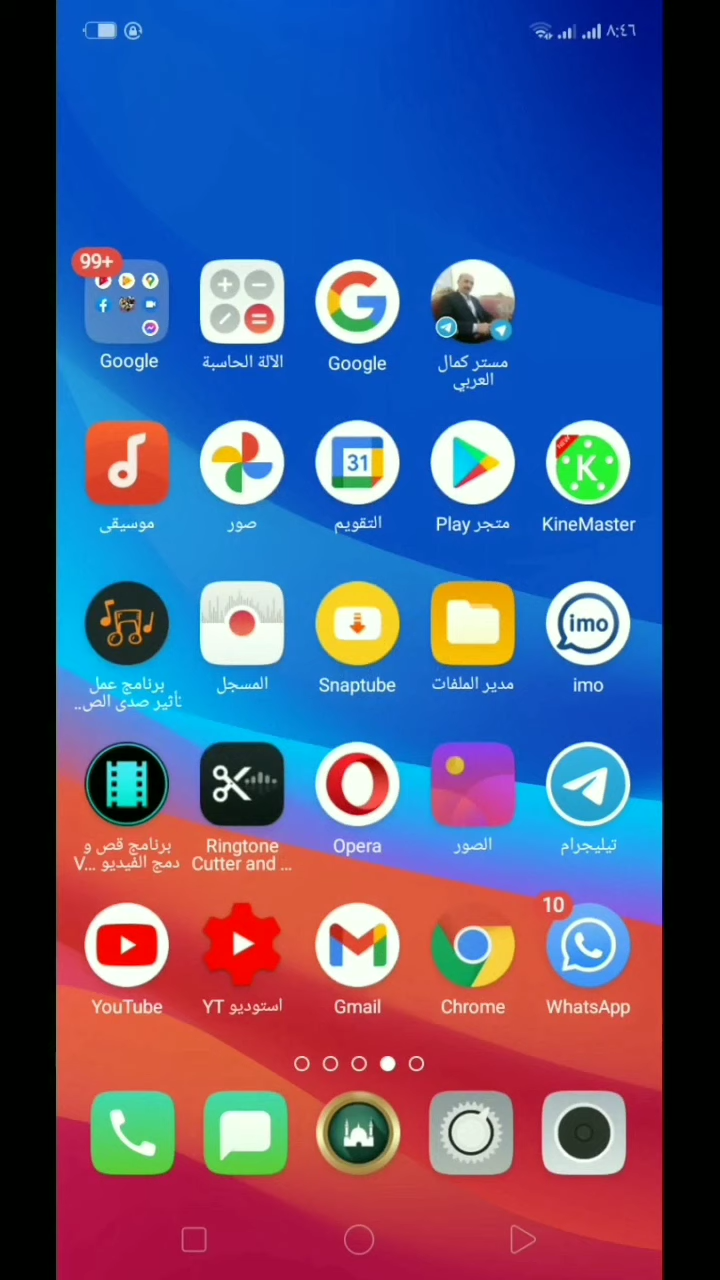 ٨:٤٦
99+
Google
الآلة الحاسبة
Google
مستر كمال
العربي
31
NEW
K
موسيقى
صور
التقويم
متجر Play
KineMaster
imo
برنامج عمل
تأثير صدى الص..
المسجل
Snaptube
مدير الملفات
imo
برنامج قص و
دمج الفيديو V...
Ringtone
Cutter and ...
Opera
الصور
تيليجرام
10
YouTube
استوديو YT
Gmail
Chrome
WhatsApp